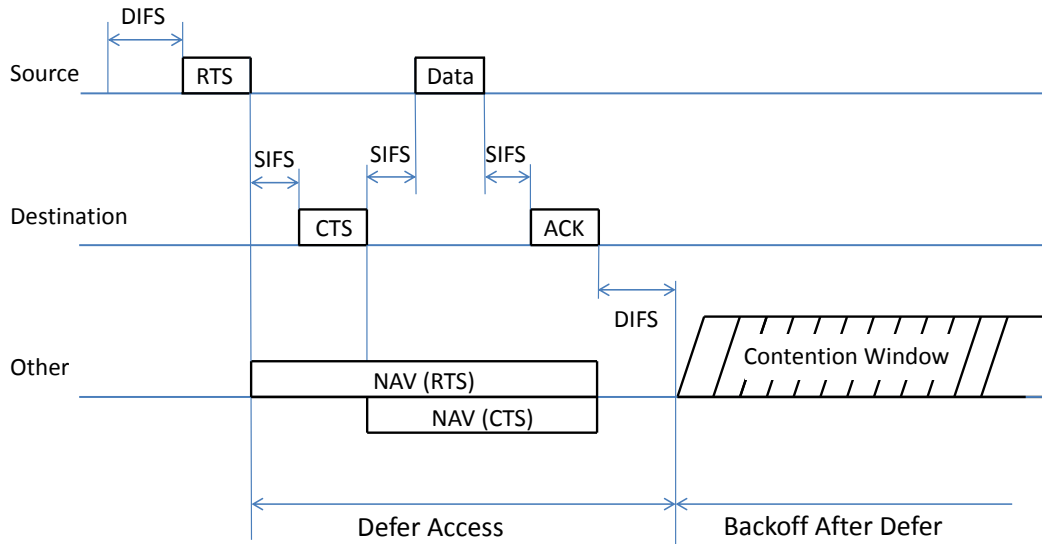 DIFS
Source
RTS
Data
SIFS
SIFS
SIFS
Destination
CTS
ACK
DIFS
Contention Window
Other
NAV (RTS)
NAV (CTS)
Defer Access
Backoff After Defer